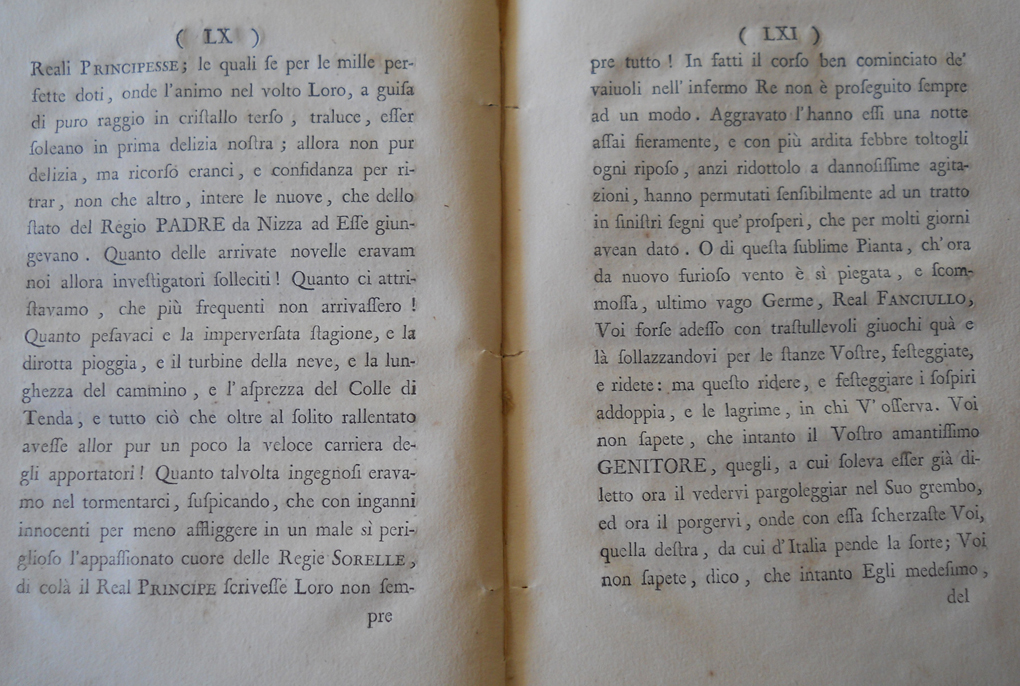 ( LX )
Reali PRINCIPESSE; le quali ſe per le mille per-
fette doti, onde l'animo nel volto Loro, a guiſa
di puro raggio in criſtallo terſo, traluce, eſſer
ſoleano in prima delizia noſtra; allora non pur
delizia, ma ricorſo eranci, e confidanza per ri-
trar, non che altro, intere le nuove, che dello
ſtato del Regio PADRE da Nizza ad Eſſe giun-
gevano. Quanto delle arrivate novelle eravam
noi allora inveſtigatori ſolleciti! Quanto ci attri-
ſtavamo, che più frequenti non arrivaſſero!
Quanto peſavaci e la imperverſata ſtagione, e la
dirotta pioggia, e il turbine della neve, e la lun-
ghezza del cammino, e l'aſprezza del Colle di
Tenda, e tutto ciò che oltre al ſolito rallentato
aveſſe allor pur un poco la veloce carriera de-
gli apportatori! Quanto talvolta ingegnoſi erava-
mo nel tormentarci, ſuſpicando, che con inganni
innocenti per meno affliggere in un male sì peri-
glioſo l'appaſſionato cuore delle Regie SORELLE,
di colà il Real PRINCIPE ſcriveſſe Loro non ſem-
pre
( LXI )
pre tutto! In fatti il corſo ben cominciato de'
vaiuoli nell' infermo Re non è proſeguito ſempre
ad un modo. Aggravato l'hanno eſſi una notte
aſſai fieramente, e con più ardita febbre toltogli
ogni ripoſo, anzi ridottolo a dannoſiſſime agita-
zioni, hanno permutati ſenſibilmente ad un tratto
in ſiniſtri ſegni que' proſperi, che per molti giorni
avean dato. O di queſta ſublime Pianta, ch' ora
da nuovo furioſo vento è sì piegata, e ſcom-
moſſa, ultimo vago Germe, Real FANCIULLO,
Voi forſe adeſſo con traſtullevoli giuochi quà e
là ſollazzandovi per le ſtanze Voſtre, feſteggiate,
e ridete: ma queſto ridere, e feſteggiare i ſoſpiri
addoppia, e le lagrime, in chi V' oſſerva. Voi
non ſapete, che intanto il Voſtro amantiſſimo
GENITORE, quegli, a cui ſoleva eſſer già di-
letto ora il vedervi pargoleggiar nel Suo grembo,
ed ora il porgervi, onde con eſſa ſcherzaſte Voi,
quella deſtra, da cui d'Italia pende la ſorte; Voi
non ſapete, dico, che intanto Egli medeſimo,
del